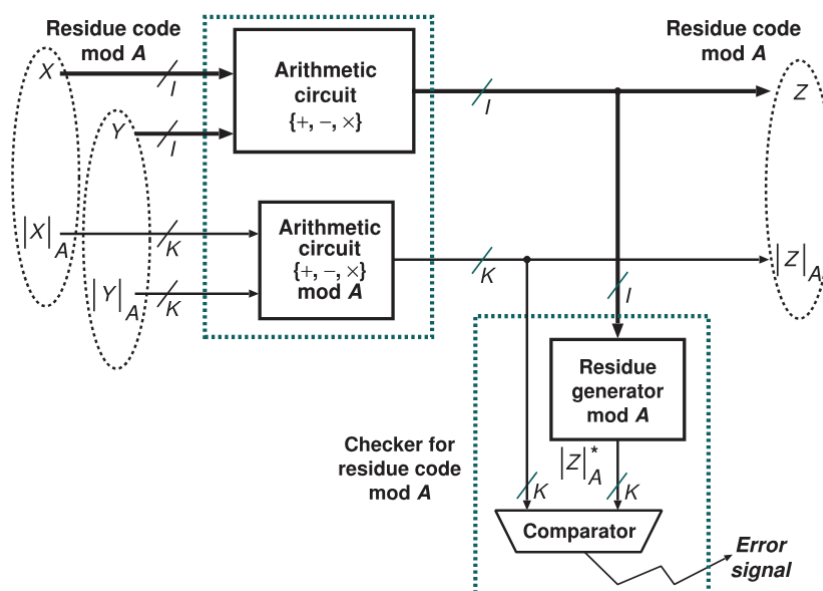 Residue code
mod A
Residue code
mod A
X
I
Arithmetic
circuit
{+, −, ×}
I
Z
Y
I
|X|A
K
Arithmetic
circuit
{+, −, ×}
mod A
K
|Z|A
|Y|A
K
I
Residue
generator
mod A
Checker for
residue code
mod A
|Z|*A
K
K
Comparator
Error
signal